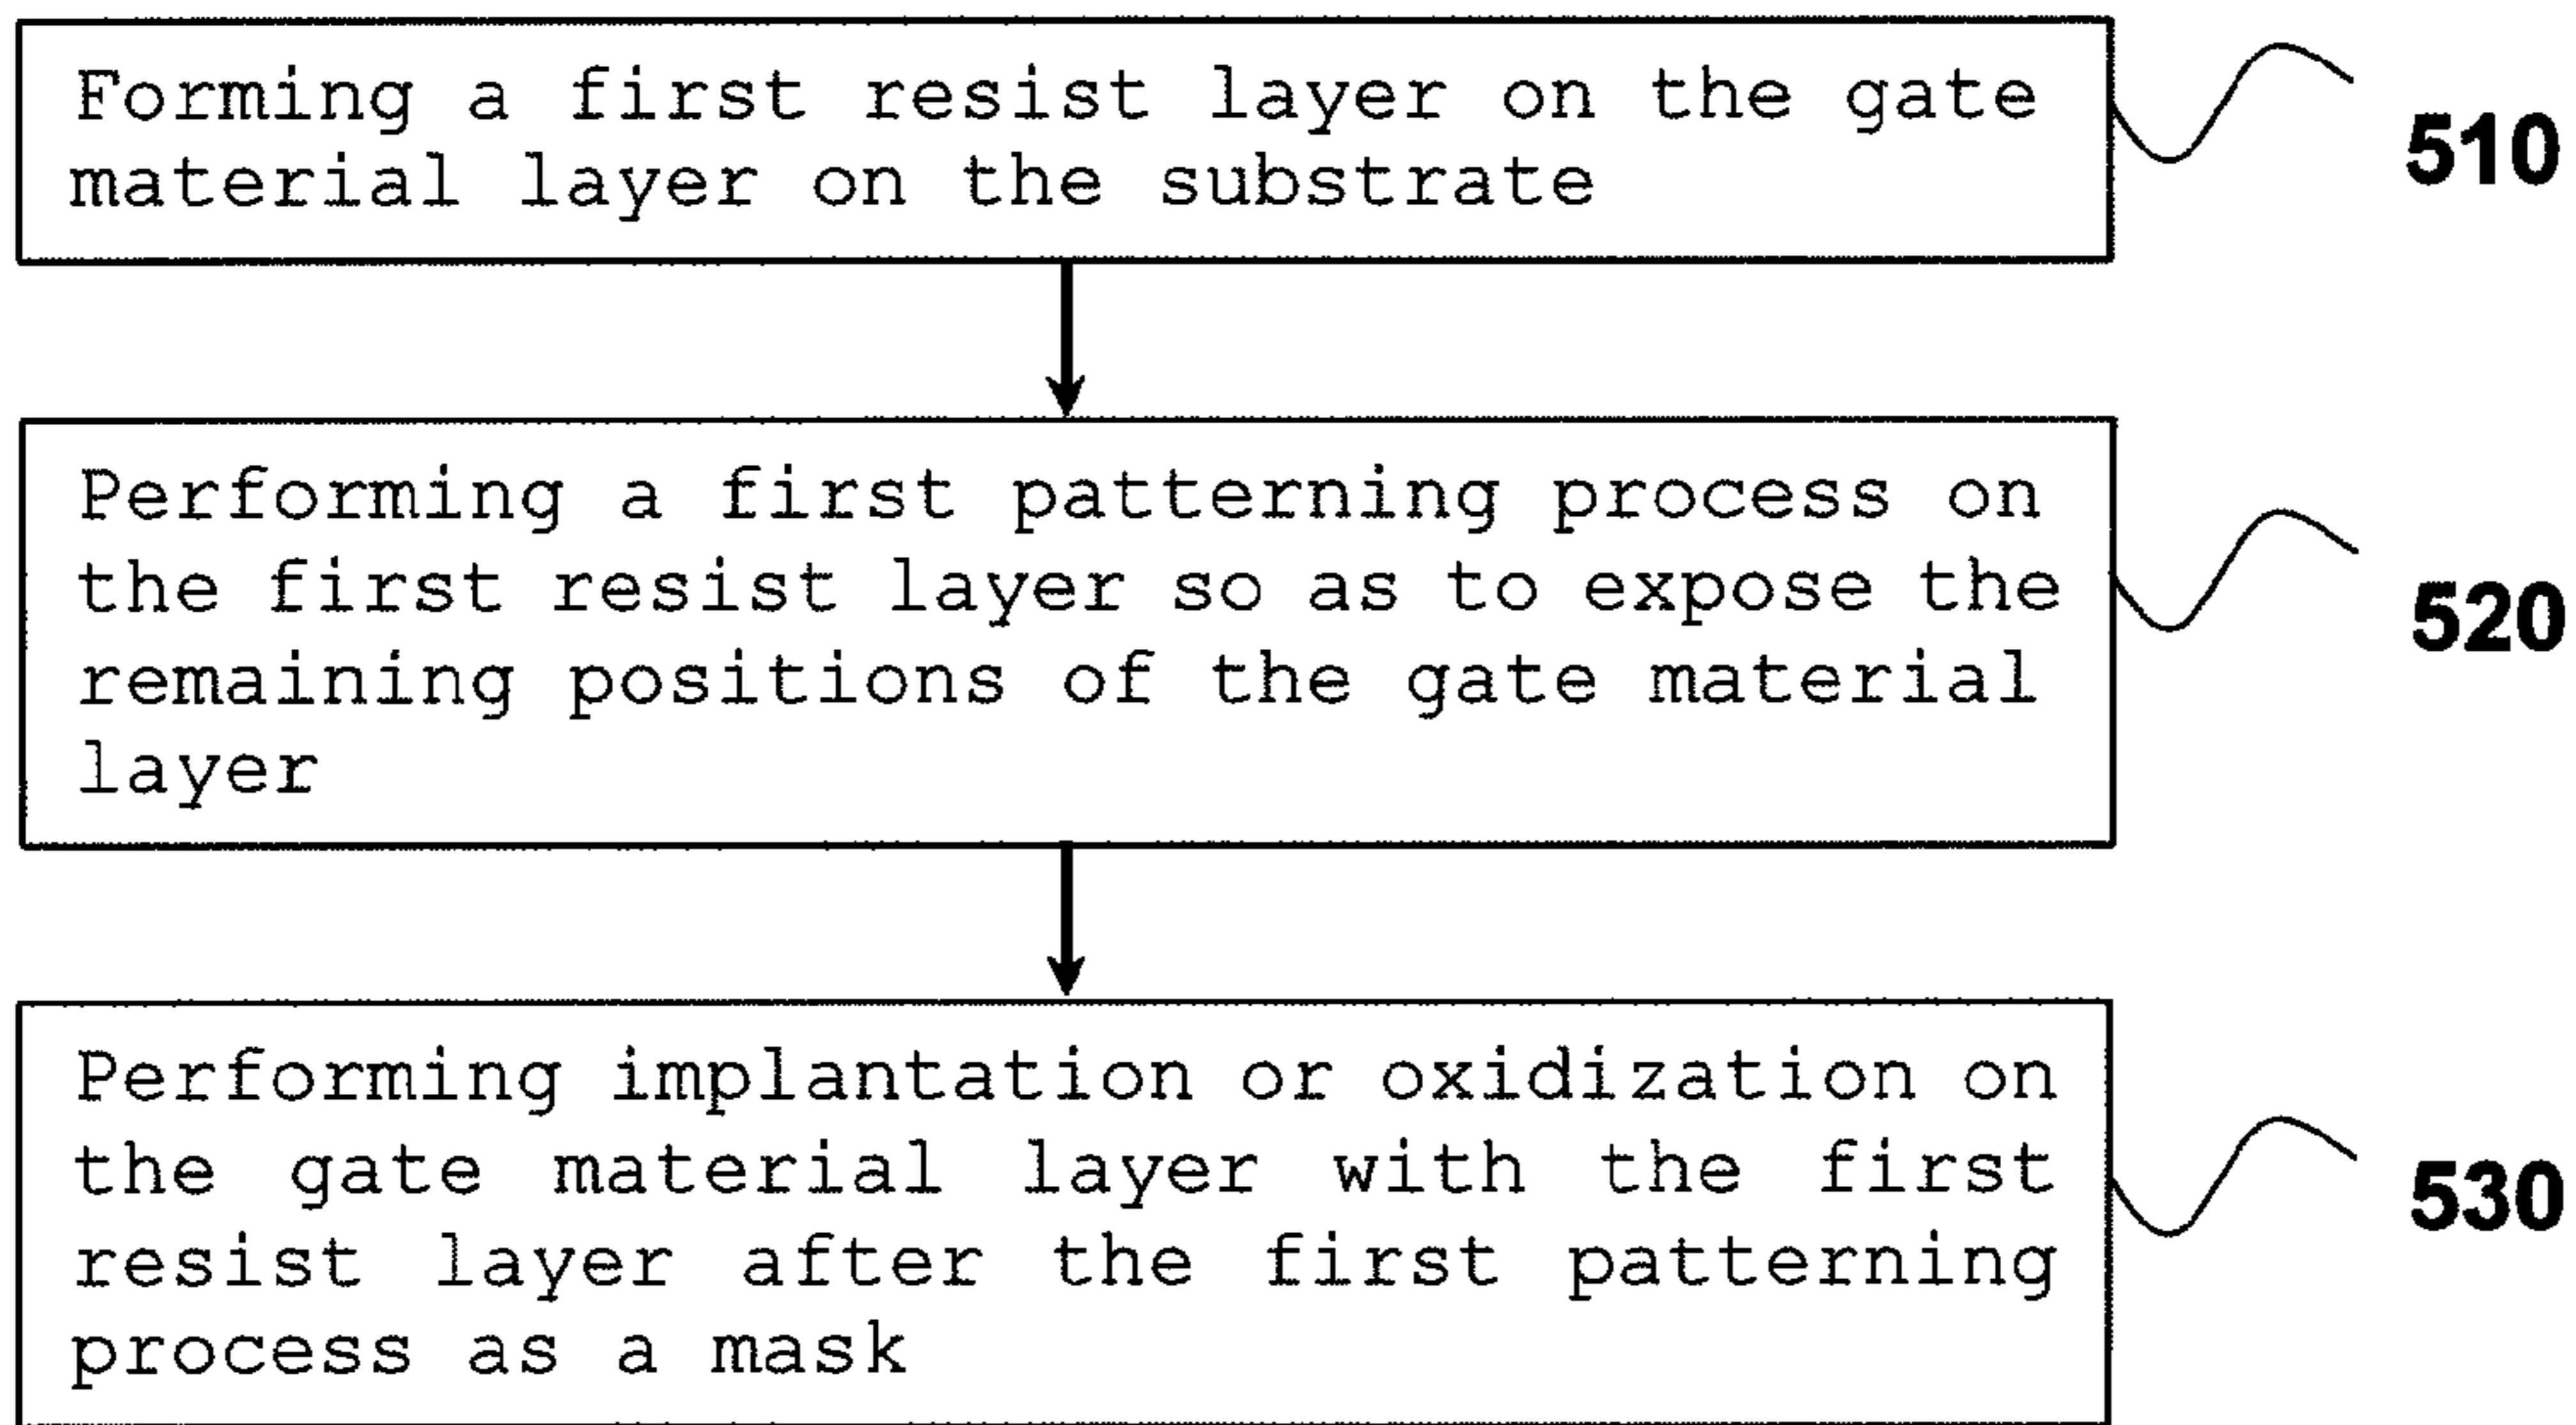 Forming a first resist layer on the gate
material layer on the substrate
510
Performing a first patterning process on
the first resist layer so as to expose the
remaining positions of the gate material
layer
520
Performing implantation or oxidization on
the gate material layer with the first
resist layer after the first patterning
process as a mask
530